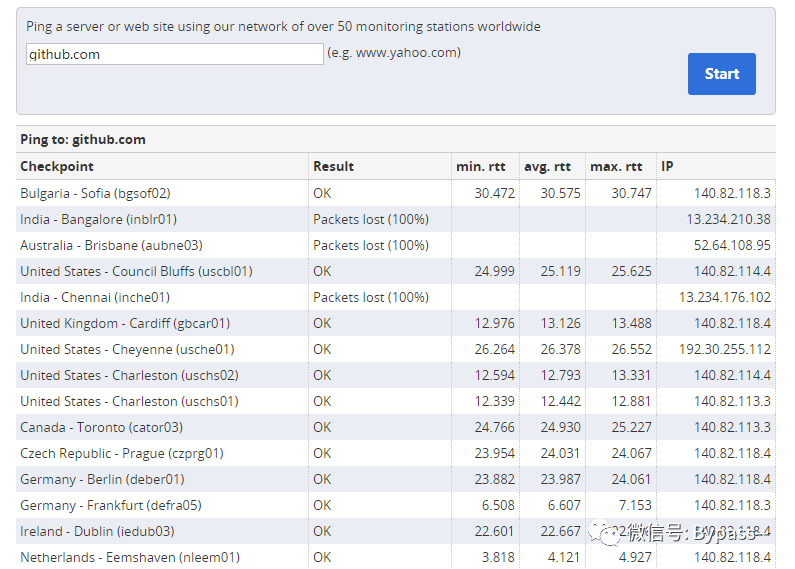 Ping a server or web site using our network of over 50 monitoring stations worldwide
github.com (e.g. www.yahoo.com)
Start
Ping to: github.com
Checkpoint Result min. rtt avg. rtt max. rtt IP
Bulgaria - Sofia (bgsof02) OK 30.472 30.575 30.747 140.82.118.3
India - Bangalore (inblr01) Packets lost (100%) 13.234.210.38
Australia - Brisbane (aubne03) Packets lost (100%) 52.64.108.95
United States - Council Bluffs (uscbl01) OK 24.999 25.119 25.625 140.82.114.4
India - Chennai (inche01) Packets lost (100%) 13.234.176.102
United Kingdom - Cardiff (gbcar01) OK 12.976 13.126 13.488 140.82.118.4
United States - Cheyenne (usche01) OK 26.264 26.378 26.552 192.30.255.112
United States - Charleston (uschs02) OK 12.594 12.793 13.331 140.82.114.4
United States - Charleston (uschs01) OK 12.339 12.442 12.881 140.82.113.3
Canada - Toronto (cator03) OK 24.766 24.930 25.227 140.82.113.3
Czech Republic - Prague (czprg01) OK 23.954 24.031 24.067 140.82.118.4
Germany - Berlin (deber01) OK 23.882 23.987 24.061 140.82.118.4
Germany - Frankfurt (defra05) OK 6.508 6.607 7.153 140.82.118.3
Ireland - Dublin (iedub03) OK 22.601 22.667 140.82.118.4
微信号: Bypass--
Netherlands - Eemshaven (nleem01) OK 3.818 4.121 4.927 140.82.118.4